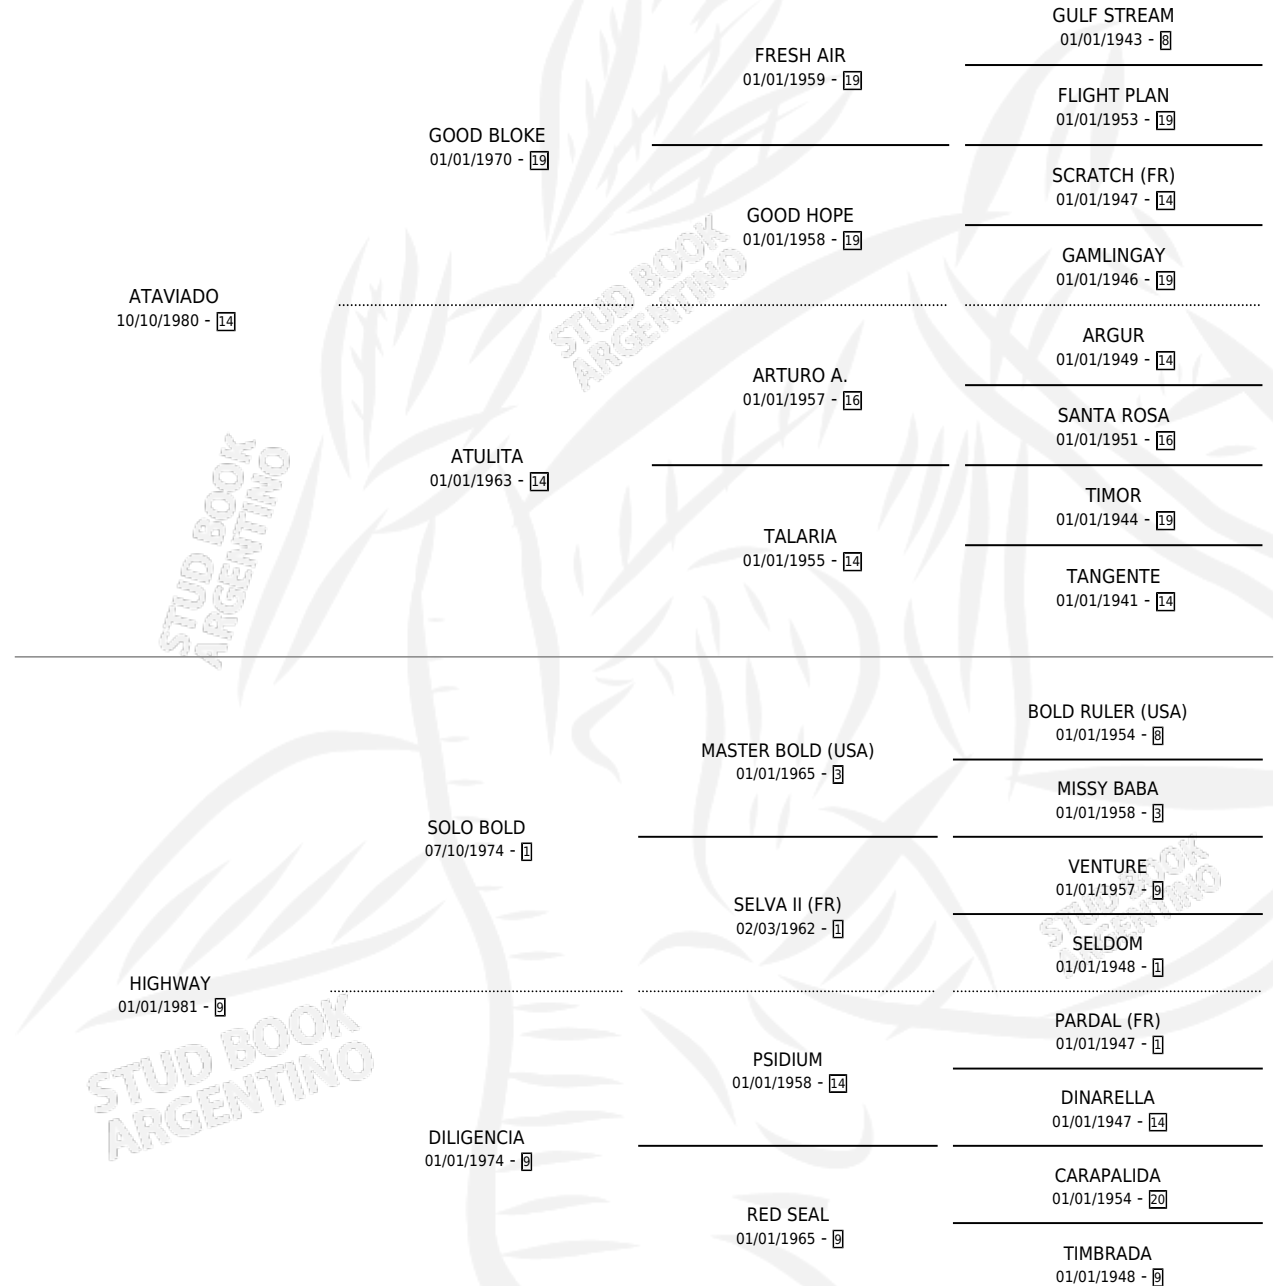 GULF STREAM
01/01/1943 - 8
FRESH AIR
01/01/1959 - 19
FLIGHT PLAN
01/01/1953 - 19
GOOD BLOKE
01/01/1970 - 19
SCRATCH (FR)
01/01/1947 - 14
GOOD HOPE
01/01/1958 - 19
GAMLINGAY
01/01/1946 - 19
ATAVIADO
10/10/1980 - 14
ARGUR
01/01/1949 - 14
ARTURO A.
01/01/1957 - 16
SANTA ROSA
01/01/1951 - 16
ATULITA
01/01/1963 - 14
TIMOR
01/01/1944 - 19
TALARIA
01/01/1955 - 14
TANGENTE
01/01/1941 - 14
BOLD RULER (USA)
01/01/1954 - 8
MASTER BOLD (USA)
01/01/1965 - 3
MISSY BABA
01/01/1958 - 3
SOLO BOLD
07/10/1974 - 1
VENTURE
01/01/1957 - 9
SELVA II (FR)
02/03/1962 - 1
SELDOM
01/01/1948 - 1
HIGHWAY
01/01/1981 - 9
PARDAL (FR)
01/01/1947 - 1
PSIDIUM
01/01/1958 - 14
DINARELLA
01/01/1947 - 14
DILIGENCIA
01/01/1974 - 9
CARAPALIDA
01/01/1954 - 20
RED SEAL
01/01/1965 - 9
TIMBRADA
01/01/1948 - 9
STUD BOOK
ARGENTINO
STUD BOOK
ARGENTINO
STUD BOOK
ARGENTINO
STUD BOOK
ARGENTINO